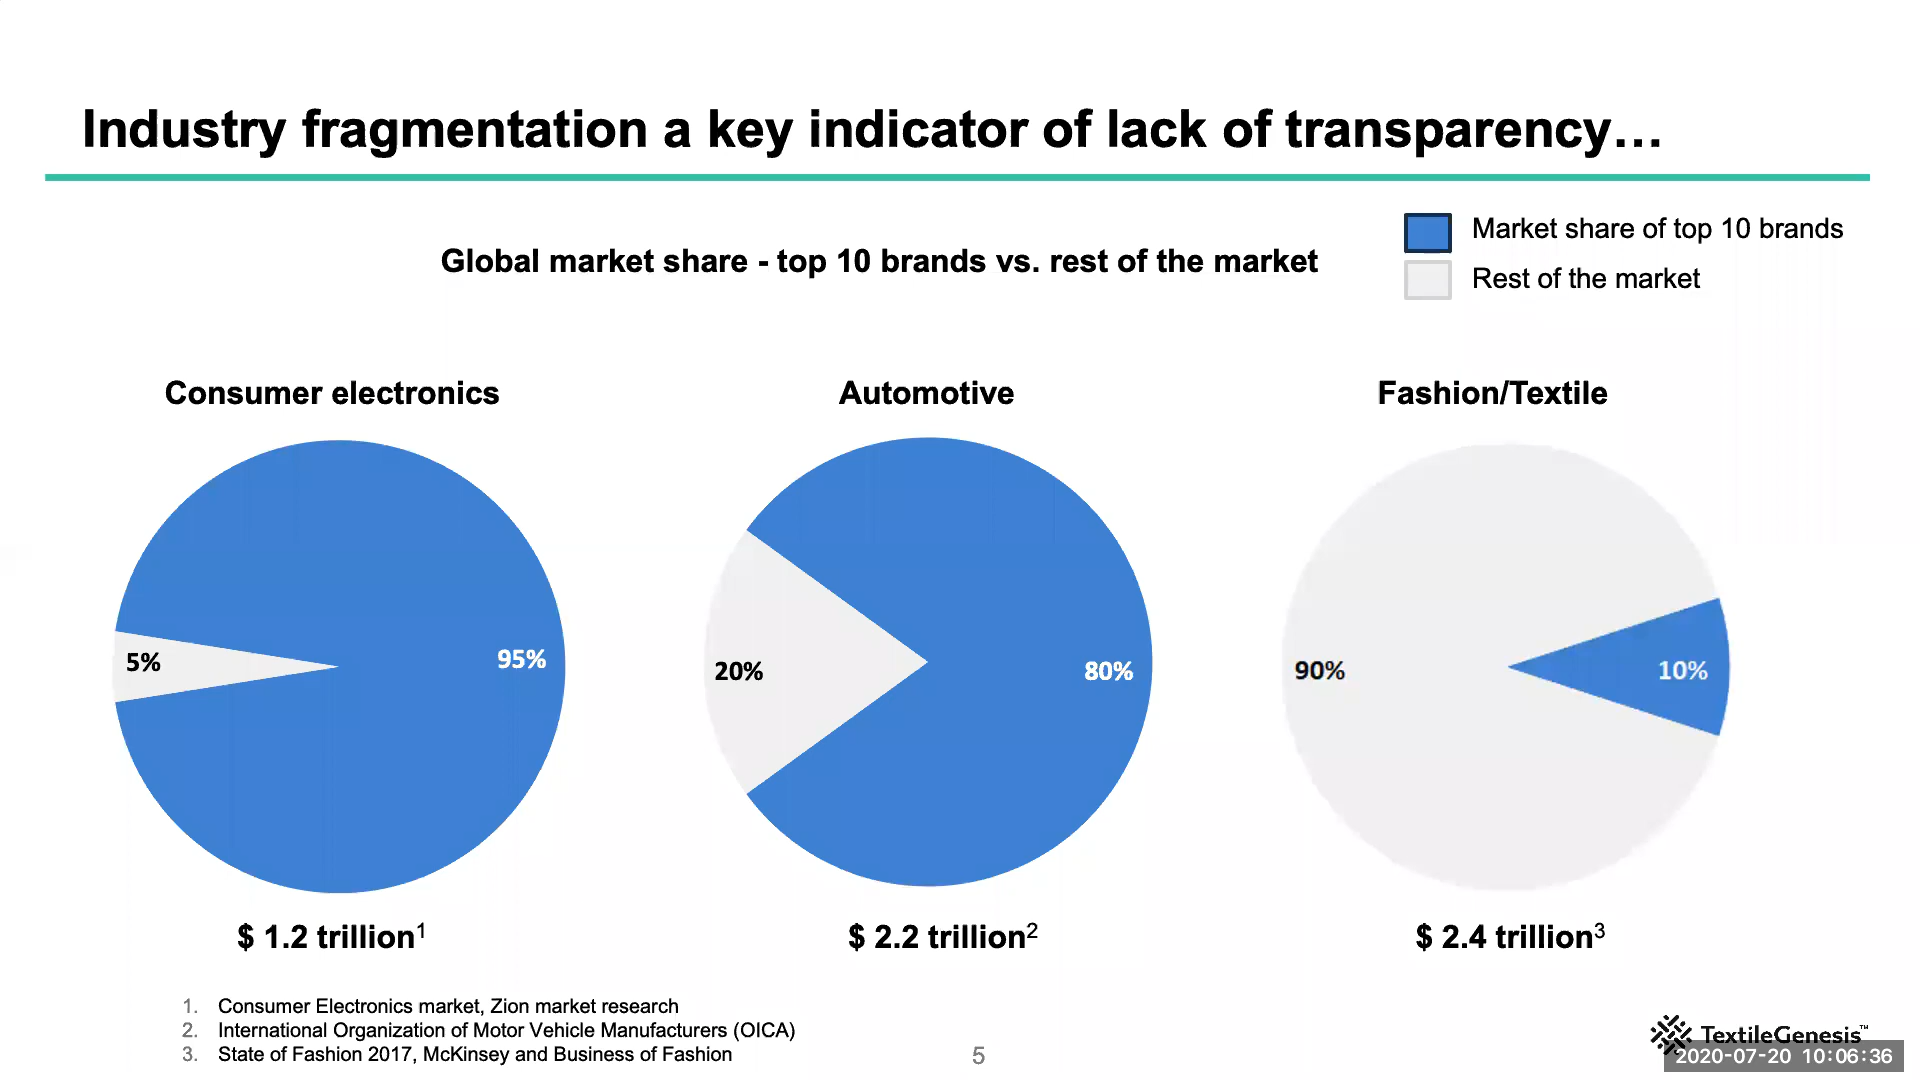 Industry fragmentation a key indicator of lack of transparency…
Global market share - top 10 brands vs. rest of the market
Market share of top 10 brands
Rest of the market
Consumer electronics
Automotive
Fashion/Textile
5%
95%
20%
80%
90%
10%
$ 1.2 trillion1
$ 2.2 trillion2
$ 2.4 trillion3
1. Consumer Electronics market, Zion market research
2. International Organization of Motor Vehicle Manufacturers (OICA)
3. State of Fashion 2017, McKinsey and Business of Fashion
5
TextileGenesis™
2020-07-20 10:06:36